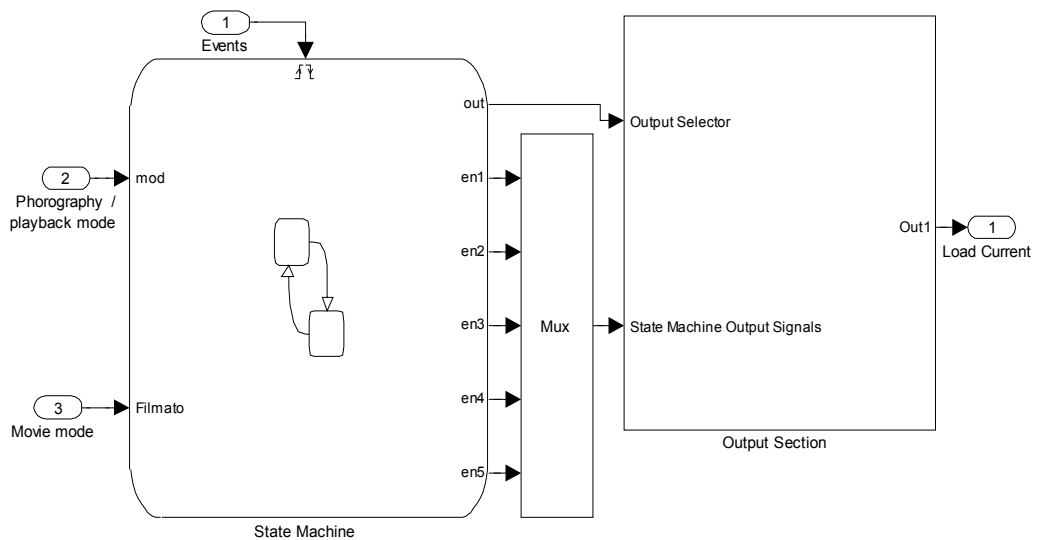 1
Events
out
Output Selector
mod
2
Phorography /
playback mode
en1
en2
Out1
1
Load Current
en3
Mux
State Machine Output Signals
en4
3
Movie mode
Filmato
en5
Output Section
State Machine